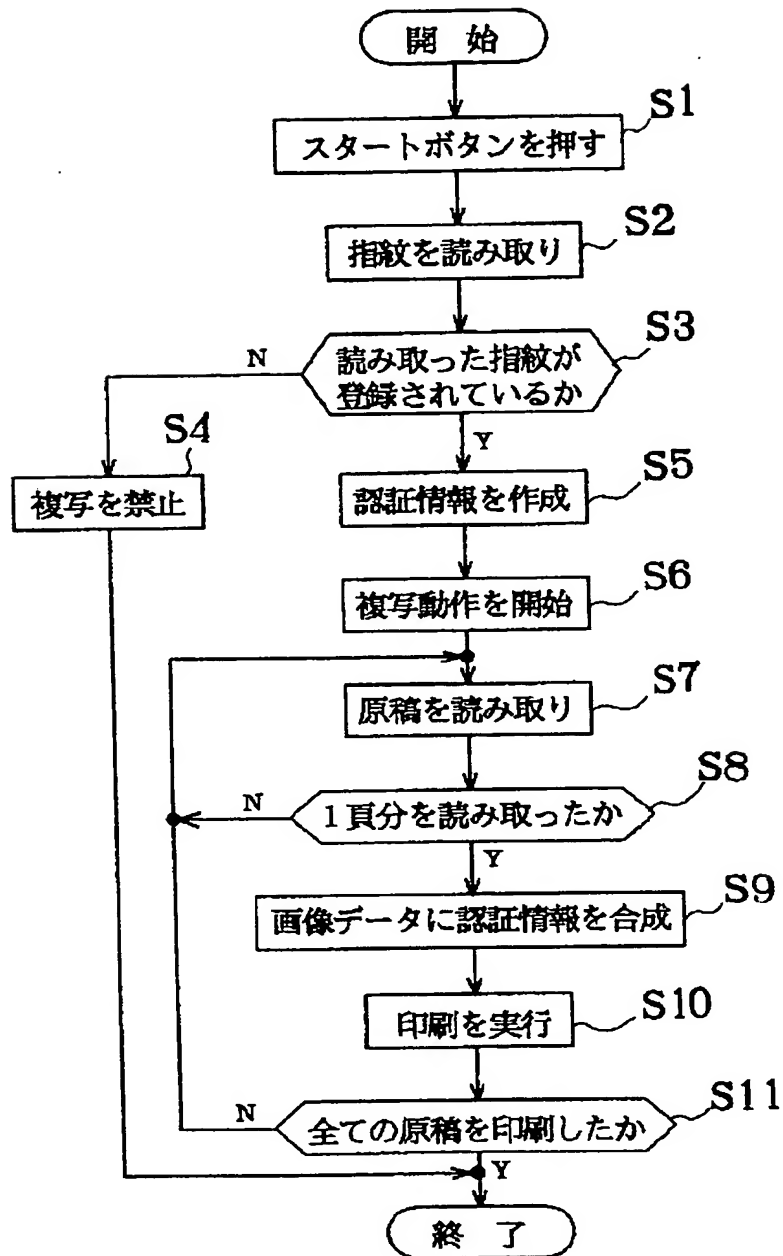 開 始
S1
スタートボタンを押す
S2
指紋を読み取り
S3
読み取った指紋が
登録されているか
N
Y
S4
複写を禁止
S5
認証情報を作成
S6
複写動作を開始
S7
原稿を読み取り
S8
1頁分を読み取ったか
N
Y
S9
画像データに認証情報を合成
S10
印刷を実行
S11
全ての原稿を印刷したか
N
Y
終 了